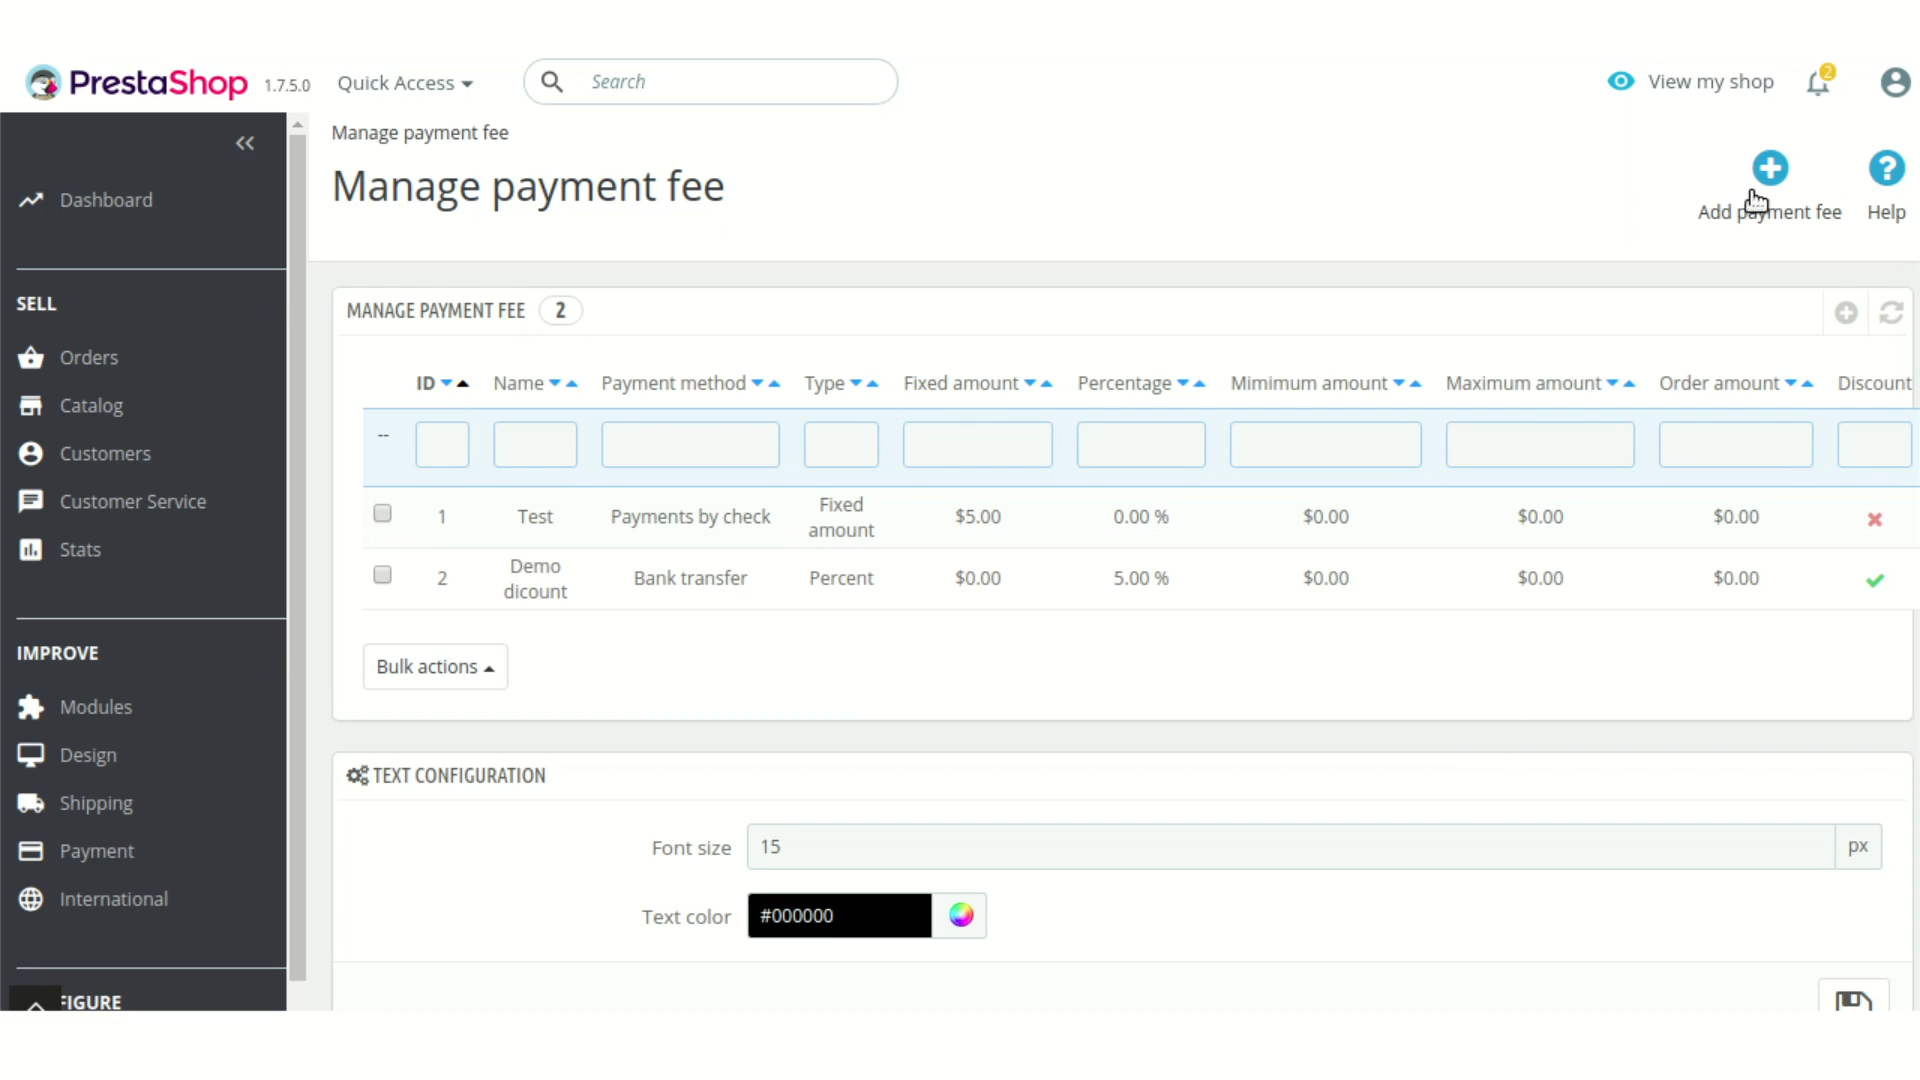 PrestaShop 1.7.5.0 Quick Access Search View my shop 2
Manage payment fee
Manage payment fee
Add payment fee Help
Dashboard
SELL
Orders
Catalog
Customers
Customer Service
Stats
IMPROVE
Modules
Design
Shipping
Payment
International
FIGURE
MANAGE PAYMENT FEE 2
ID Name Payment method Type Fixed amount Percentage Mimimum amount Maximum amount Order amount Discount
--
1 Test Payments by check Fixed amount $5.00 0.00 % $0.00 $0.00 $0.00
2 Demo dicount Bank transfer Percent $0.00 5.00 % $0.00 $0.00 $0.00
Bulk actions
TEXT CONFIGURATION
Font size 15 px
Text color #000000